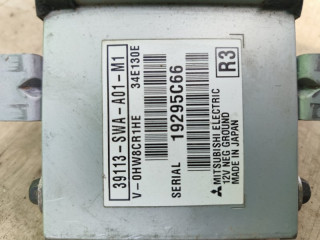 39113-SWA-A01-M1
V-0HW8CR1HE 34E130E
SERIAL 19295C66
R3
MITSUBISHI ELECTRIC
12V NEG GROUND
MADE IN JAPAN